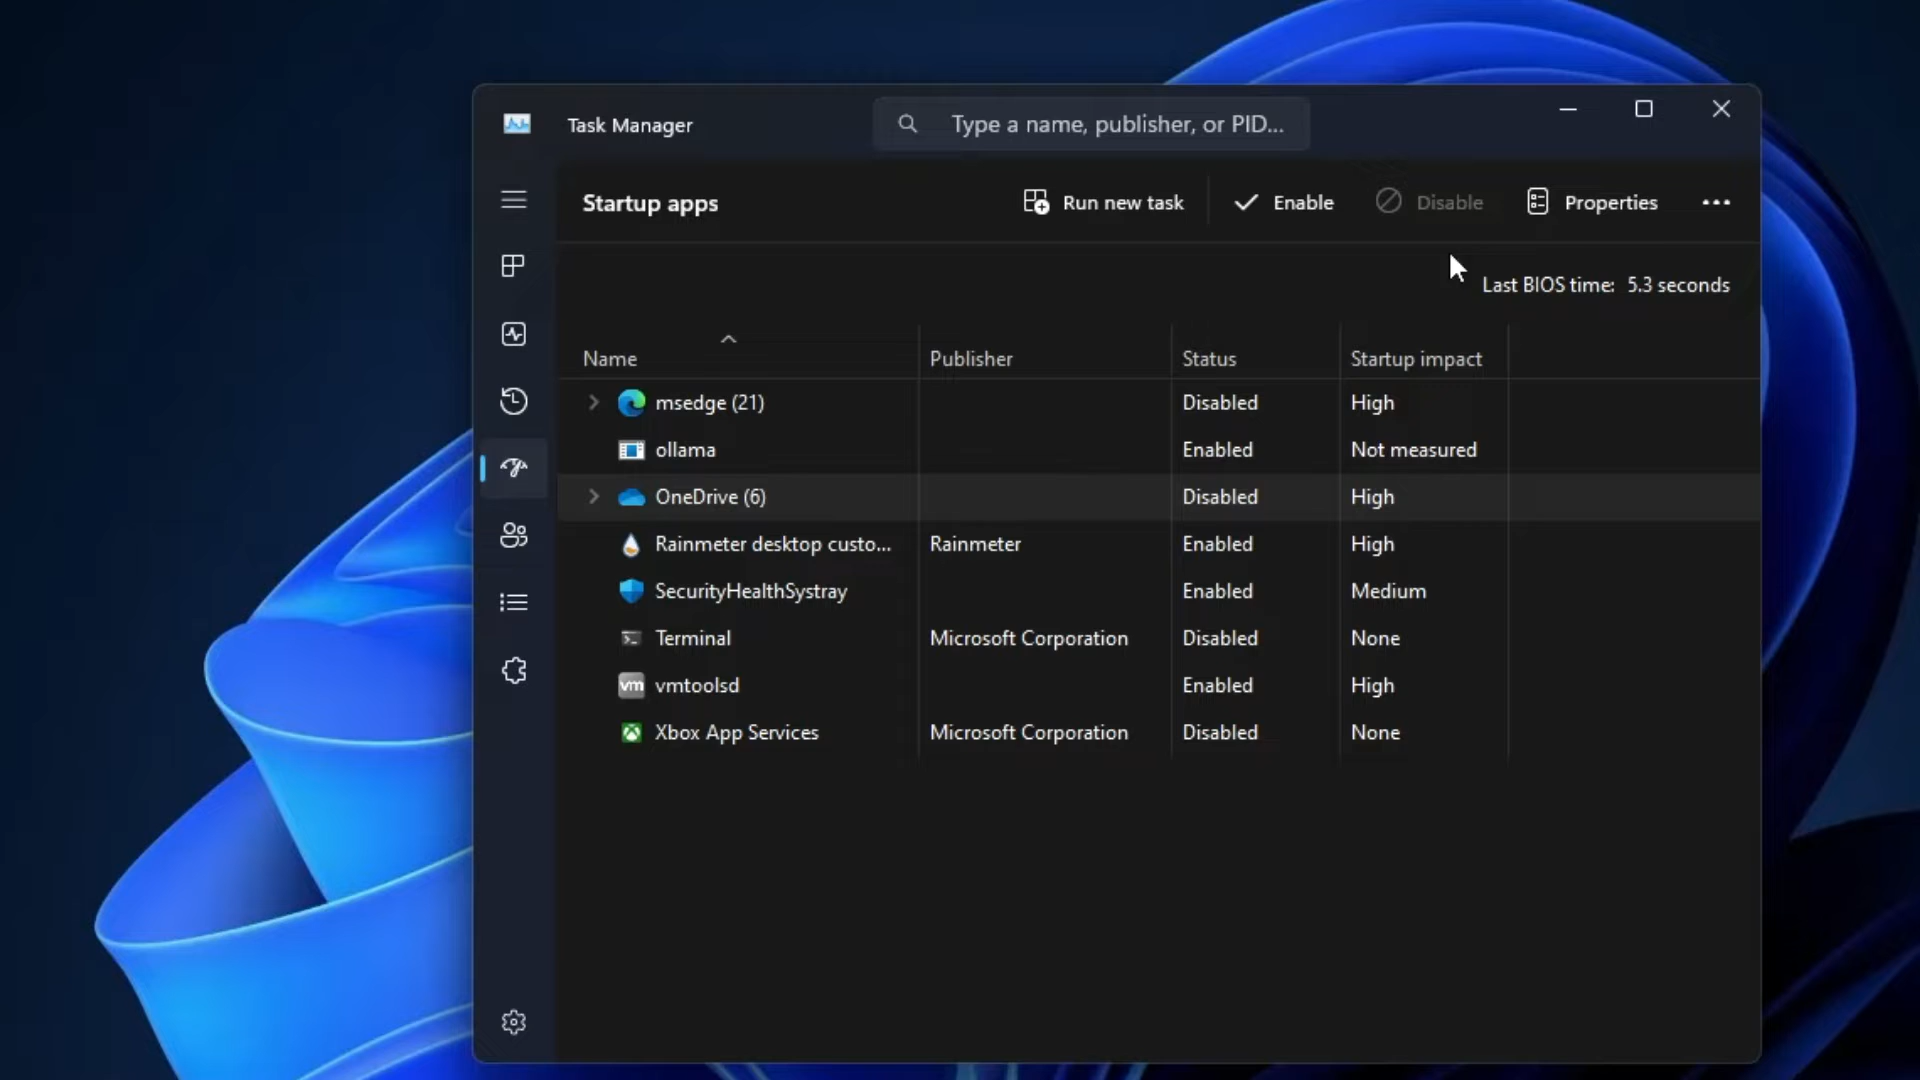 Task Manager
Type a name, publisher, or PID...
Startup apps
Run new task
Enable
Disable
Properties
Last BIOS time: 5.3 seconds
Name Publisher Status Startup impact
msedge (21) Disabled High
ollama Enabled Not measured
OneDrive (6) Disabled High
Rainmeter desktop custo... Rainmeter Enabled High
SecurityHealthSystray Enabled Medium
Terminal Microsoft Corporation Disabled None
vm vmtoolsd Enabled High
Xbox App Services Microsoft Corporation Disabled None